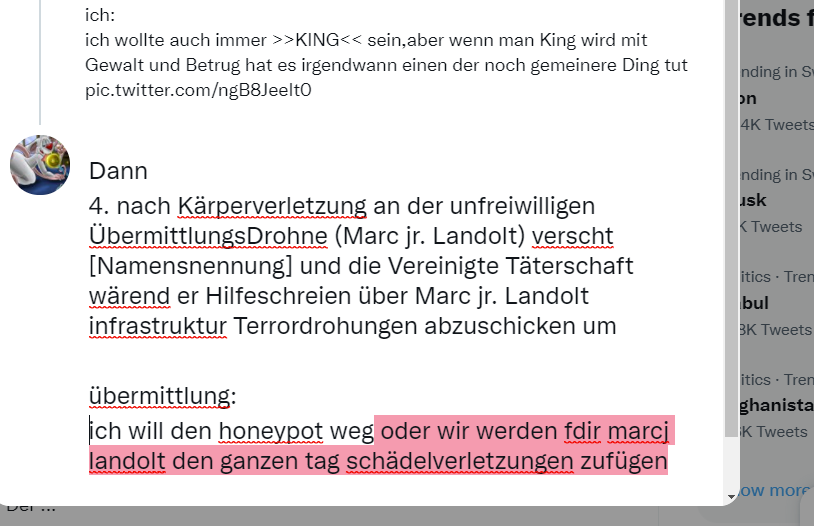 ich:
ich wollte auch immer >>KING<< sein,aber wenn man King wird mit
Gewalt und Betrug hat es irgendwann einen der noch gemeinere Ding tut
pic.twitter.com/ngB8JeeIt0
Dann
4. nach Kärperverletzung an der unfreiwilligen
ÜbermittlungsDrohne (Marc jr. Landolt) verscht
[Namensnennung] und die Vereinigte Täterschaft
wärend er Hilfeschreien über Marc jr. Landolt
infrastruktur Terrordrohungen abzuschicken um
übermittlung:
ich will den honeypot weg oder wir werden fdir marcj
landolt den ganzen tag schädelverletzungen zufügen
rends f
nding in Sw
on
4K Tweets
ending in Sw
usk
K Tweets
itics · Tren
bul
8K Tweets
itics · Tren
ghanista
K Tweets
ow more